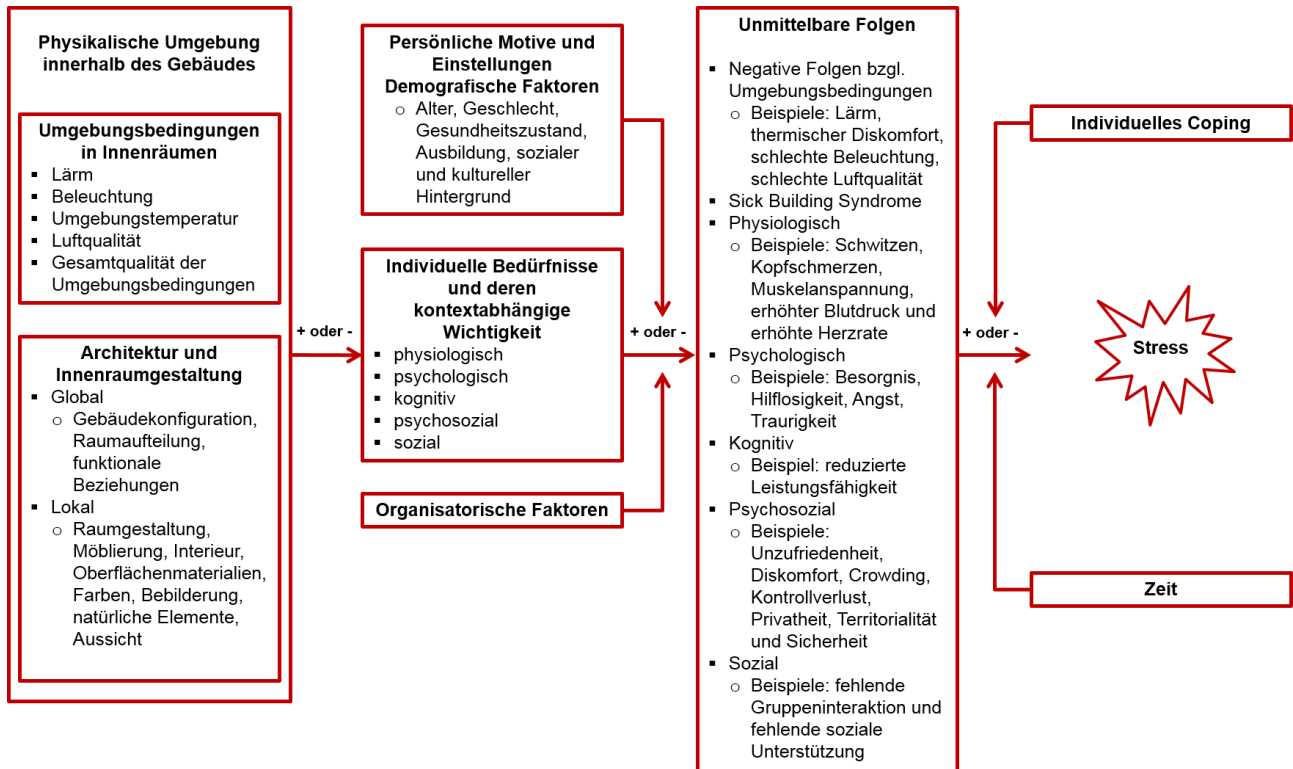 Physikalische Umgebung
innerhalb des Gebäudes
Umgebungsbedingungen
in Innenräumen
▪ Lärm
▪ Beleuchtung
▪ Umgebungstemperatur
▪ Luftqualität
▪ Gesamtqualität der
Umgebungsbedingungen
Architektur und
Innenraumgestaltung
▪ Global
o Gebäudekonfiguration,
Raumaufteilung,
funktionale
Beziehungen
▪ Lokal
o Raumgestaltung,
Möblierung, Interieur,
Oberflächenmaterialien,
Farben, Bebilderung,
natürliche Elemente,
Aussicht
+ oder -
Persönliche Motive und
Einstellungen
Demografische Faktoren
o Alter, Geschlecht,
Gesundheitszustand,
Ausbildung, sozialer
und kultureller
Hintergrund
Individuelle Bedürfnisse
und deren
kontextabhängige
Wichtigkeit
▪ physiologisch
▪ psychologisch
▪ kognitiv
▪ psychosozial
▪ sozial
Organisatorische Faktoren
+ oder -
Unmittelbare Folgen
▪ Negative Folgen bzgl.
Umgebungsbedingungen
o Beispiele: Lärm,
thermischer Diskomfort,
schlechte Beleuchtung,
schlechte Luftqualität
▪ Sick Building Syndrome
▪ Physiologisch
o Beispiele: Schwitzen,
Kopfschmerzen,
Muskelanspannung,
erhöhter Blutdruck und
erhöhte Herzrate
▪ Psychologisch
o Beispiele: Besorgnis,
Hilflosigkeit, Angst,
Traurigkeit
▪ Kognitiv
o Beispiel: reduzierte
Leistungsfähigkeit
▪ Psychosozial
o Beispiele:
Unzufriedenheit,
Diskomfort, Crowding,
Kontrollverlust,
Privatheit, Territorialität
und Sicherheit
▪ Sozial
o Beispiele: fehlende
Gruppeninteraktion und
fehlende soziale
Unterstützung
+ oder -
Individuelles Coping
Stress
Zeit